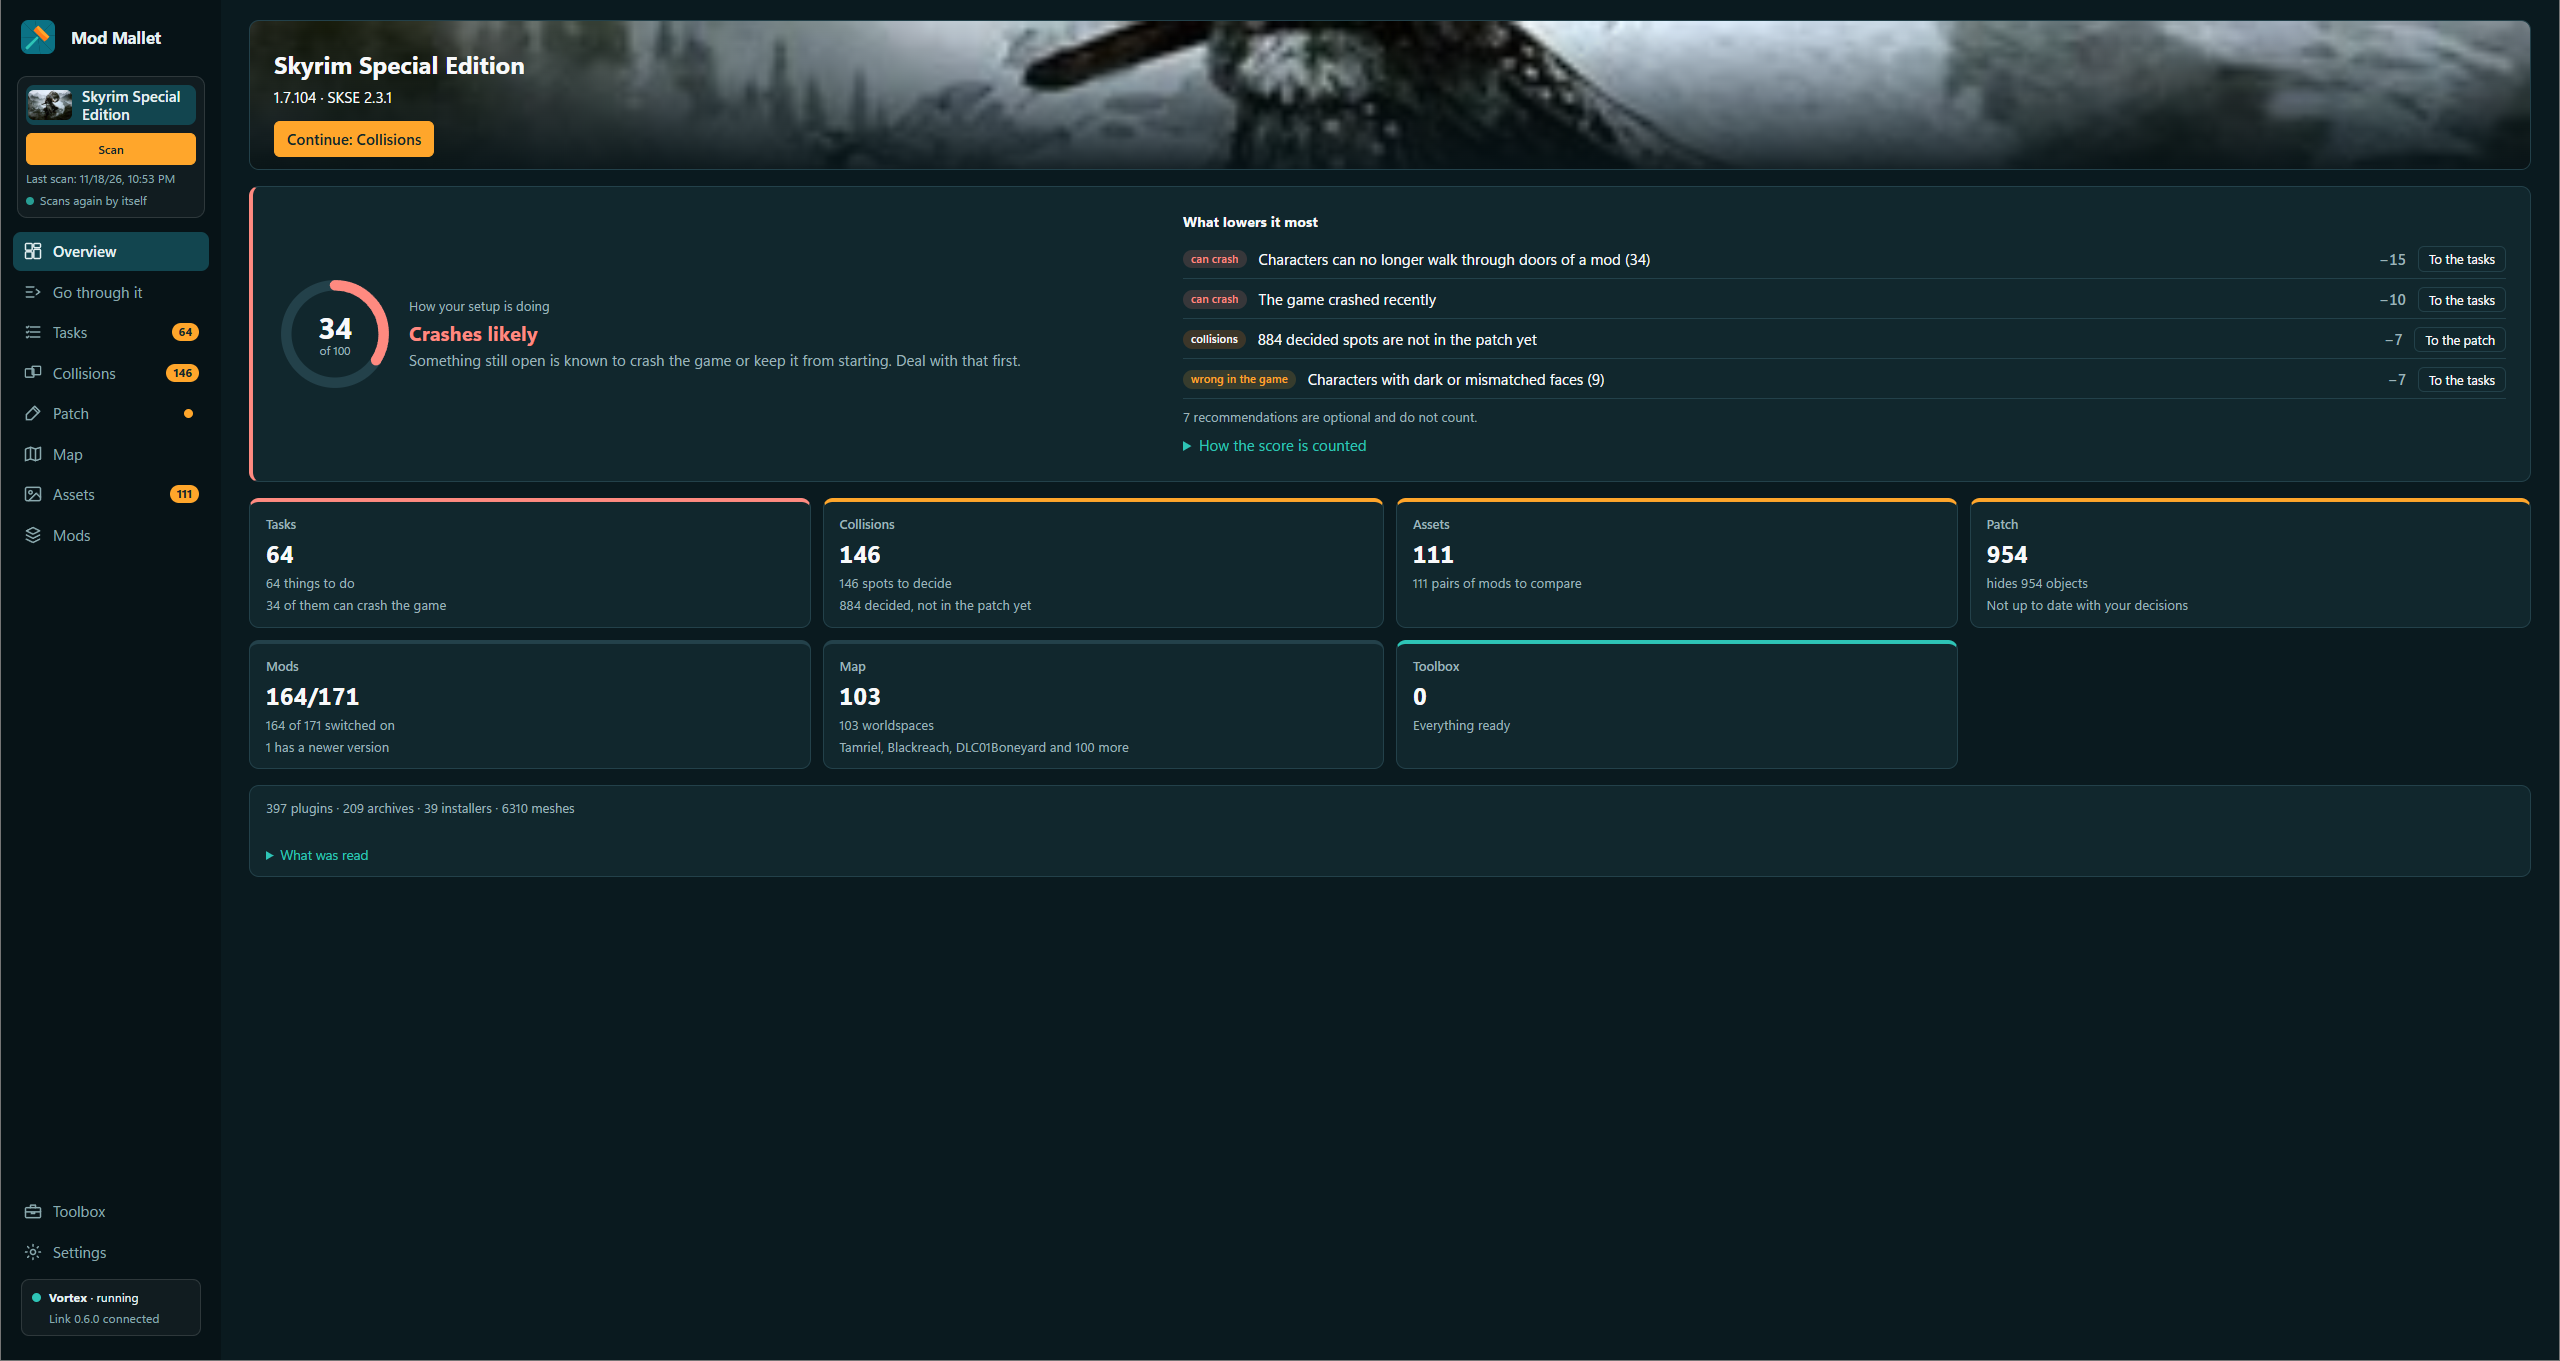 Mod Mallet
Skyrim Special
Edition
Scan
Last scan: 11/18/26, 10:53 PM
Scans again by itself
Overview
Go through it
Tasks 64
Collisions 146
Patch
Map
Assets 111
Mods
Toolbox
Settings
Vortex · running
Link 0.6.0 connected
Skyrim Special Edition
1.7.104 · SKSE 2.3.1
Continue: Collisions
34
of 100
How your setup is doing
Crashes likely
Something still open is known to crash the game or keep it from starting. Deal with that first.
What lowers it most
can crash Characters can no longer walk through doors of a mod (34) −15 To the tasks
can crash The game crashed recently −10 To the tasks
collisions 884 decided spots are not in the patch yet −7 To the patch
wrong in the game Characters with dark or mismatched faces (9) −7 To the tasks
7 recommendations are optional and do not count.
How the score is counted
Tasks
64
64 things to do
34 of them can crash the game
Collisions
146
146 spots to decide
884 decided, not in the patch yet
Assets
111
111 pairs of mods to compare
Patch
954
hides 954 objects
Not up to date with your decisions
Mods
164/171
164 of 171 switched on
1 has a newer version
Map
103
103 worldspaces
Tamriel, Blackreach, DLC01Boneyard and 100 more
Toolbox
0
Everything ready
397 plugins · 209 archives · 39 installers · 6310 meshes
What was read